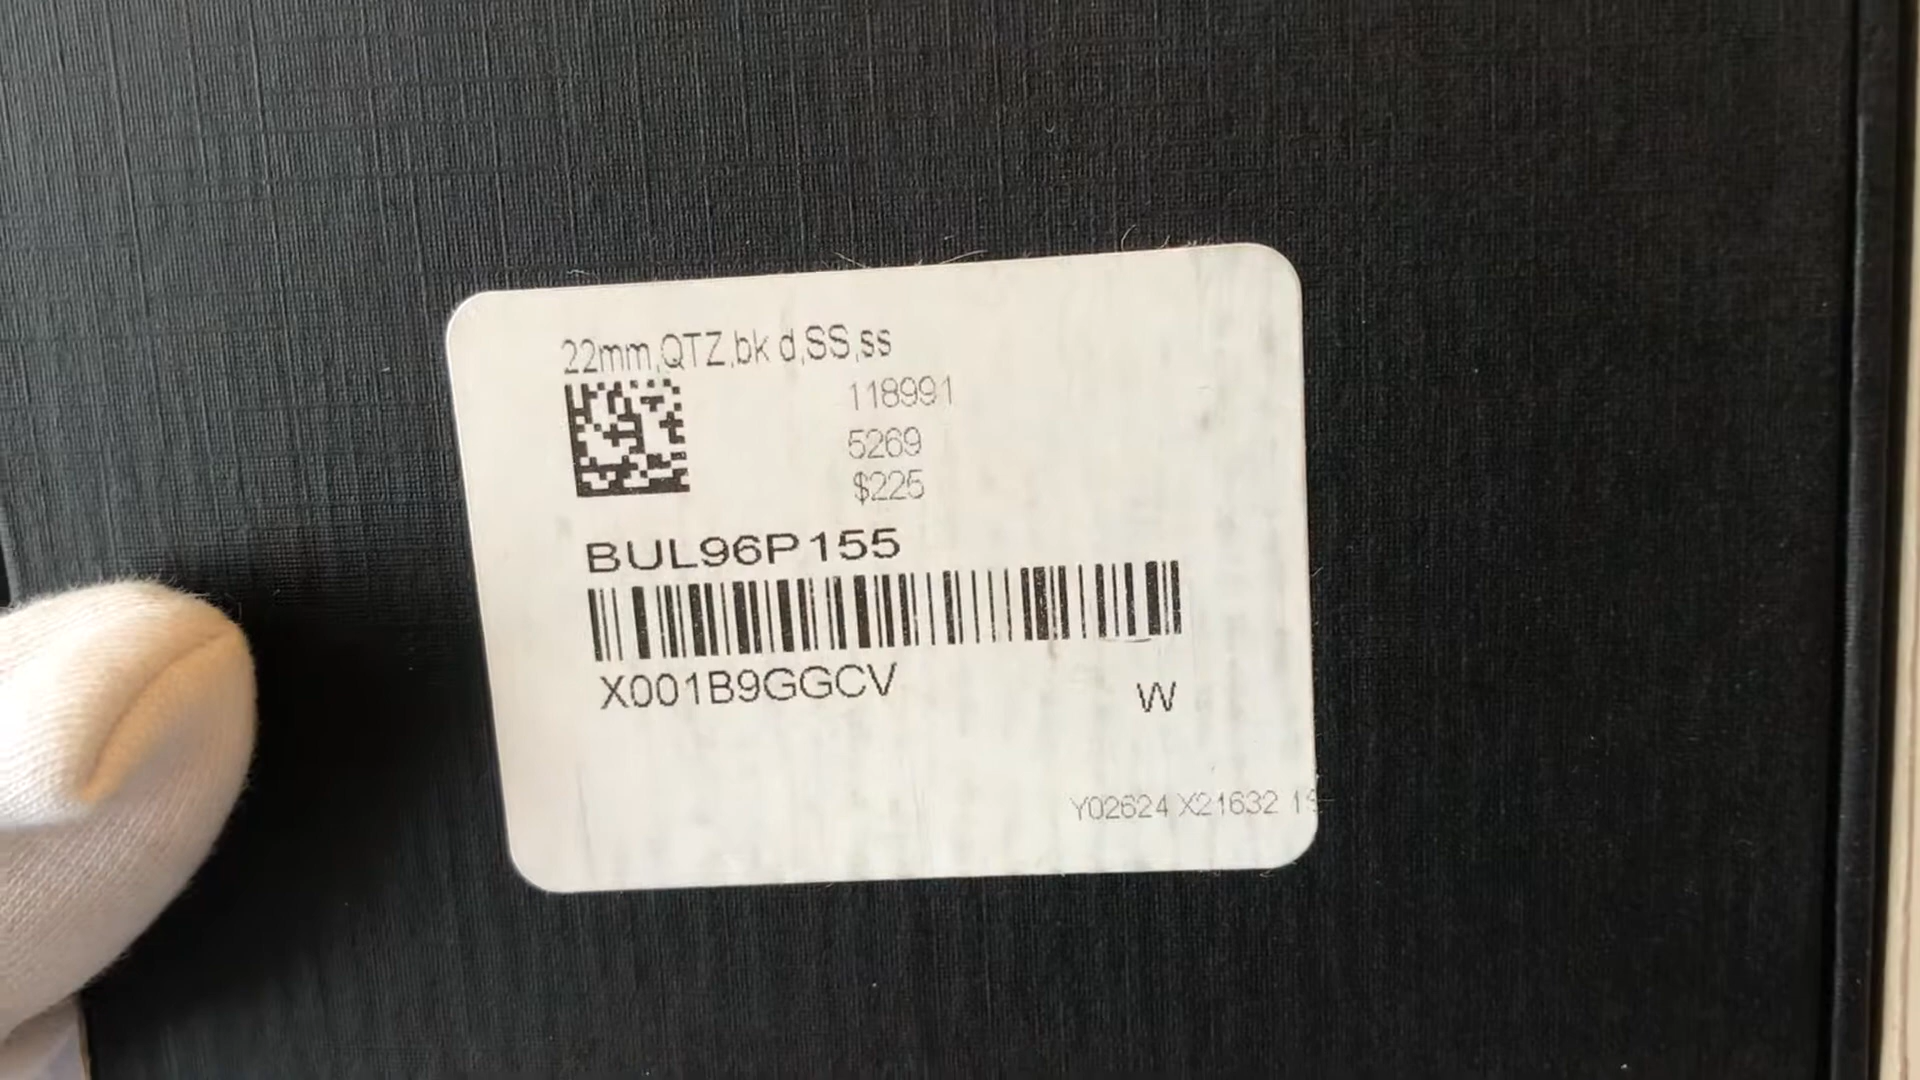 22mm,QTZ,bk d,SS,ss
118991
5269
$225
BUL96P155
X001B9GGCV
W
Y02624 X21632